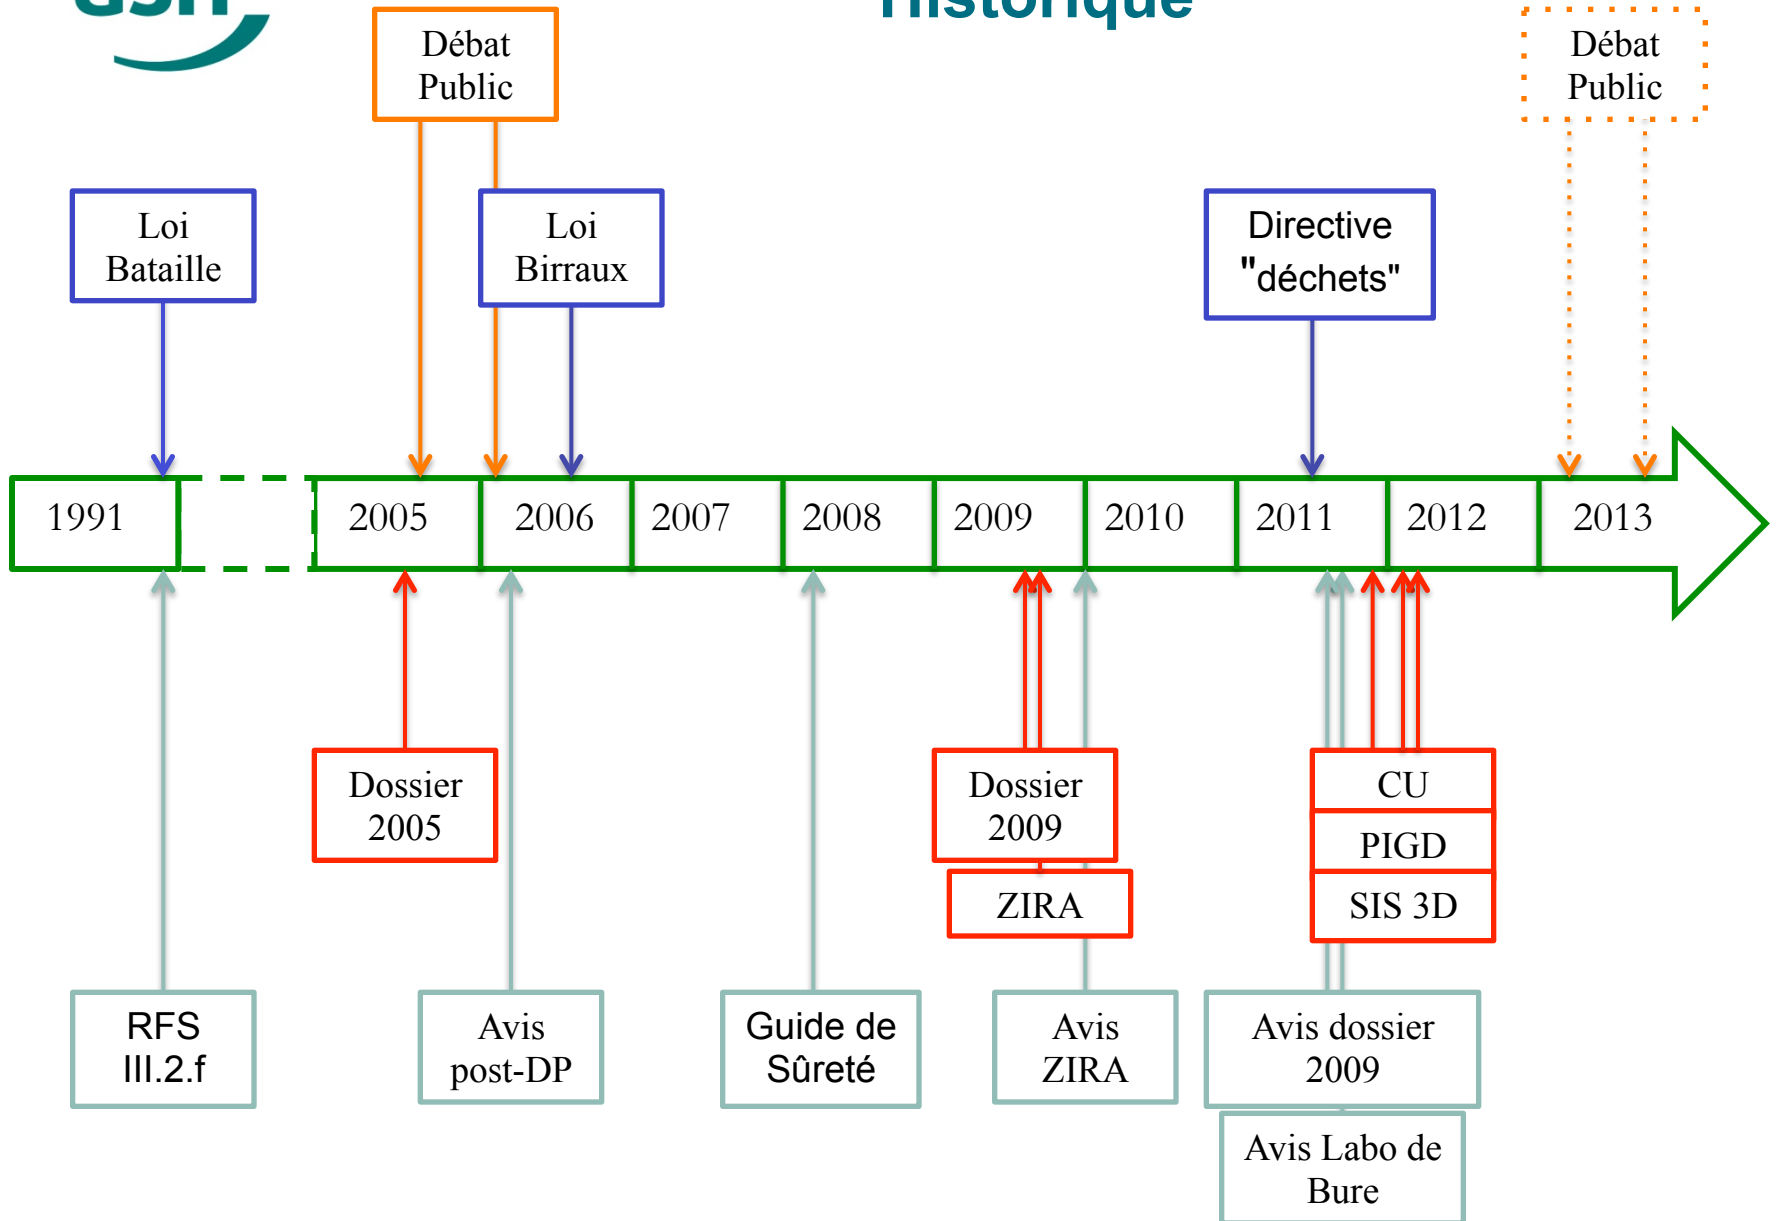 Historique
Débat
Public
Débat
Public
Loi
Bataille
Loi
Birraux
Directive
"déchets"
1991
2005
2006
2007
2008
2009
2010
2011
2012
2013
Dossier
2005
Dossier
2009
ZIRA
CU
PIGD
SIS 3D
RFS
III.2.f
Avis
post-DP
Guide de
Sûreté
Avis
ZIRA
Avis dossier
2009
Avis Labo de
Bure